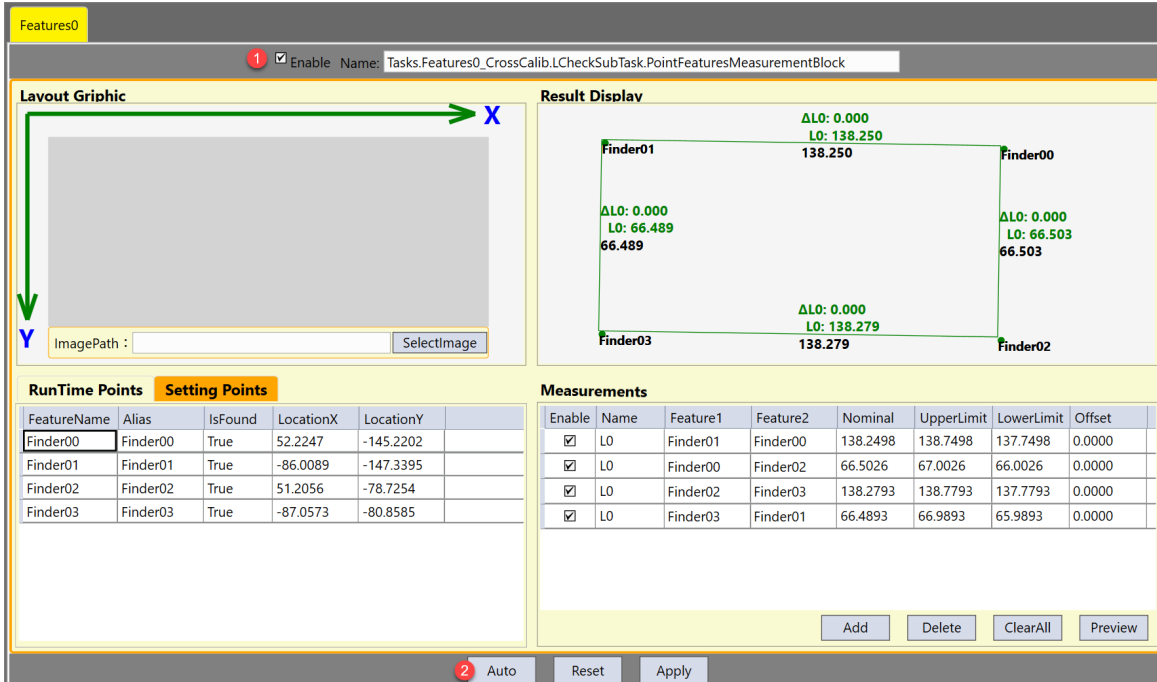 Features0
1 Enable Name: Tasks.Features0_CrossCalib.LCheckSubTask.PointFeaturesMeasurementBlock
Layout Griphic
X
Y
ImagePath : SelectImage
Result Display
ΔL0: 0.000
L0: 138.250
138.250
Finder01
Finder00
ΔL0: 0.000
L0: 66.489
66.489
ΔL0: 0.000
L0: 66.503
66.503
ΔL0: 0.000
L0: 138.279
138.279
Finder03
Finder02
RunTime Points Setting Points
FeatureName Alias IsFound LocationX LocationY
Finder00 Finder00 True 52.2247 -145.2202
Finder01 Finder01 True -86.0089 -147.3395
Finder02 Finder02 True 51.2056 -78.7254
Finder03 Finder03 True -87.0573 -80.8585
Measurements
Enable Name Feature1 Feature2 Nominal UpperLimit LowerLimit Offset
L0 Finder01 Finder00 138.2498 138.7498 137.7498 0.0000
L0 Finder00 Finder02 66.5026 67.0026 66.0026 0.0000
L0 Finder02 Finder03 138.2793 138.7793 137.7793 0.0000
L0 Finder03 Finder01 66.4893 66.9893 65.9893 0.0000
Add Delete ClearAll Preview
2 Auto Reset Apply